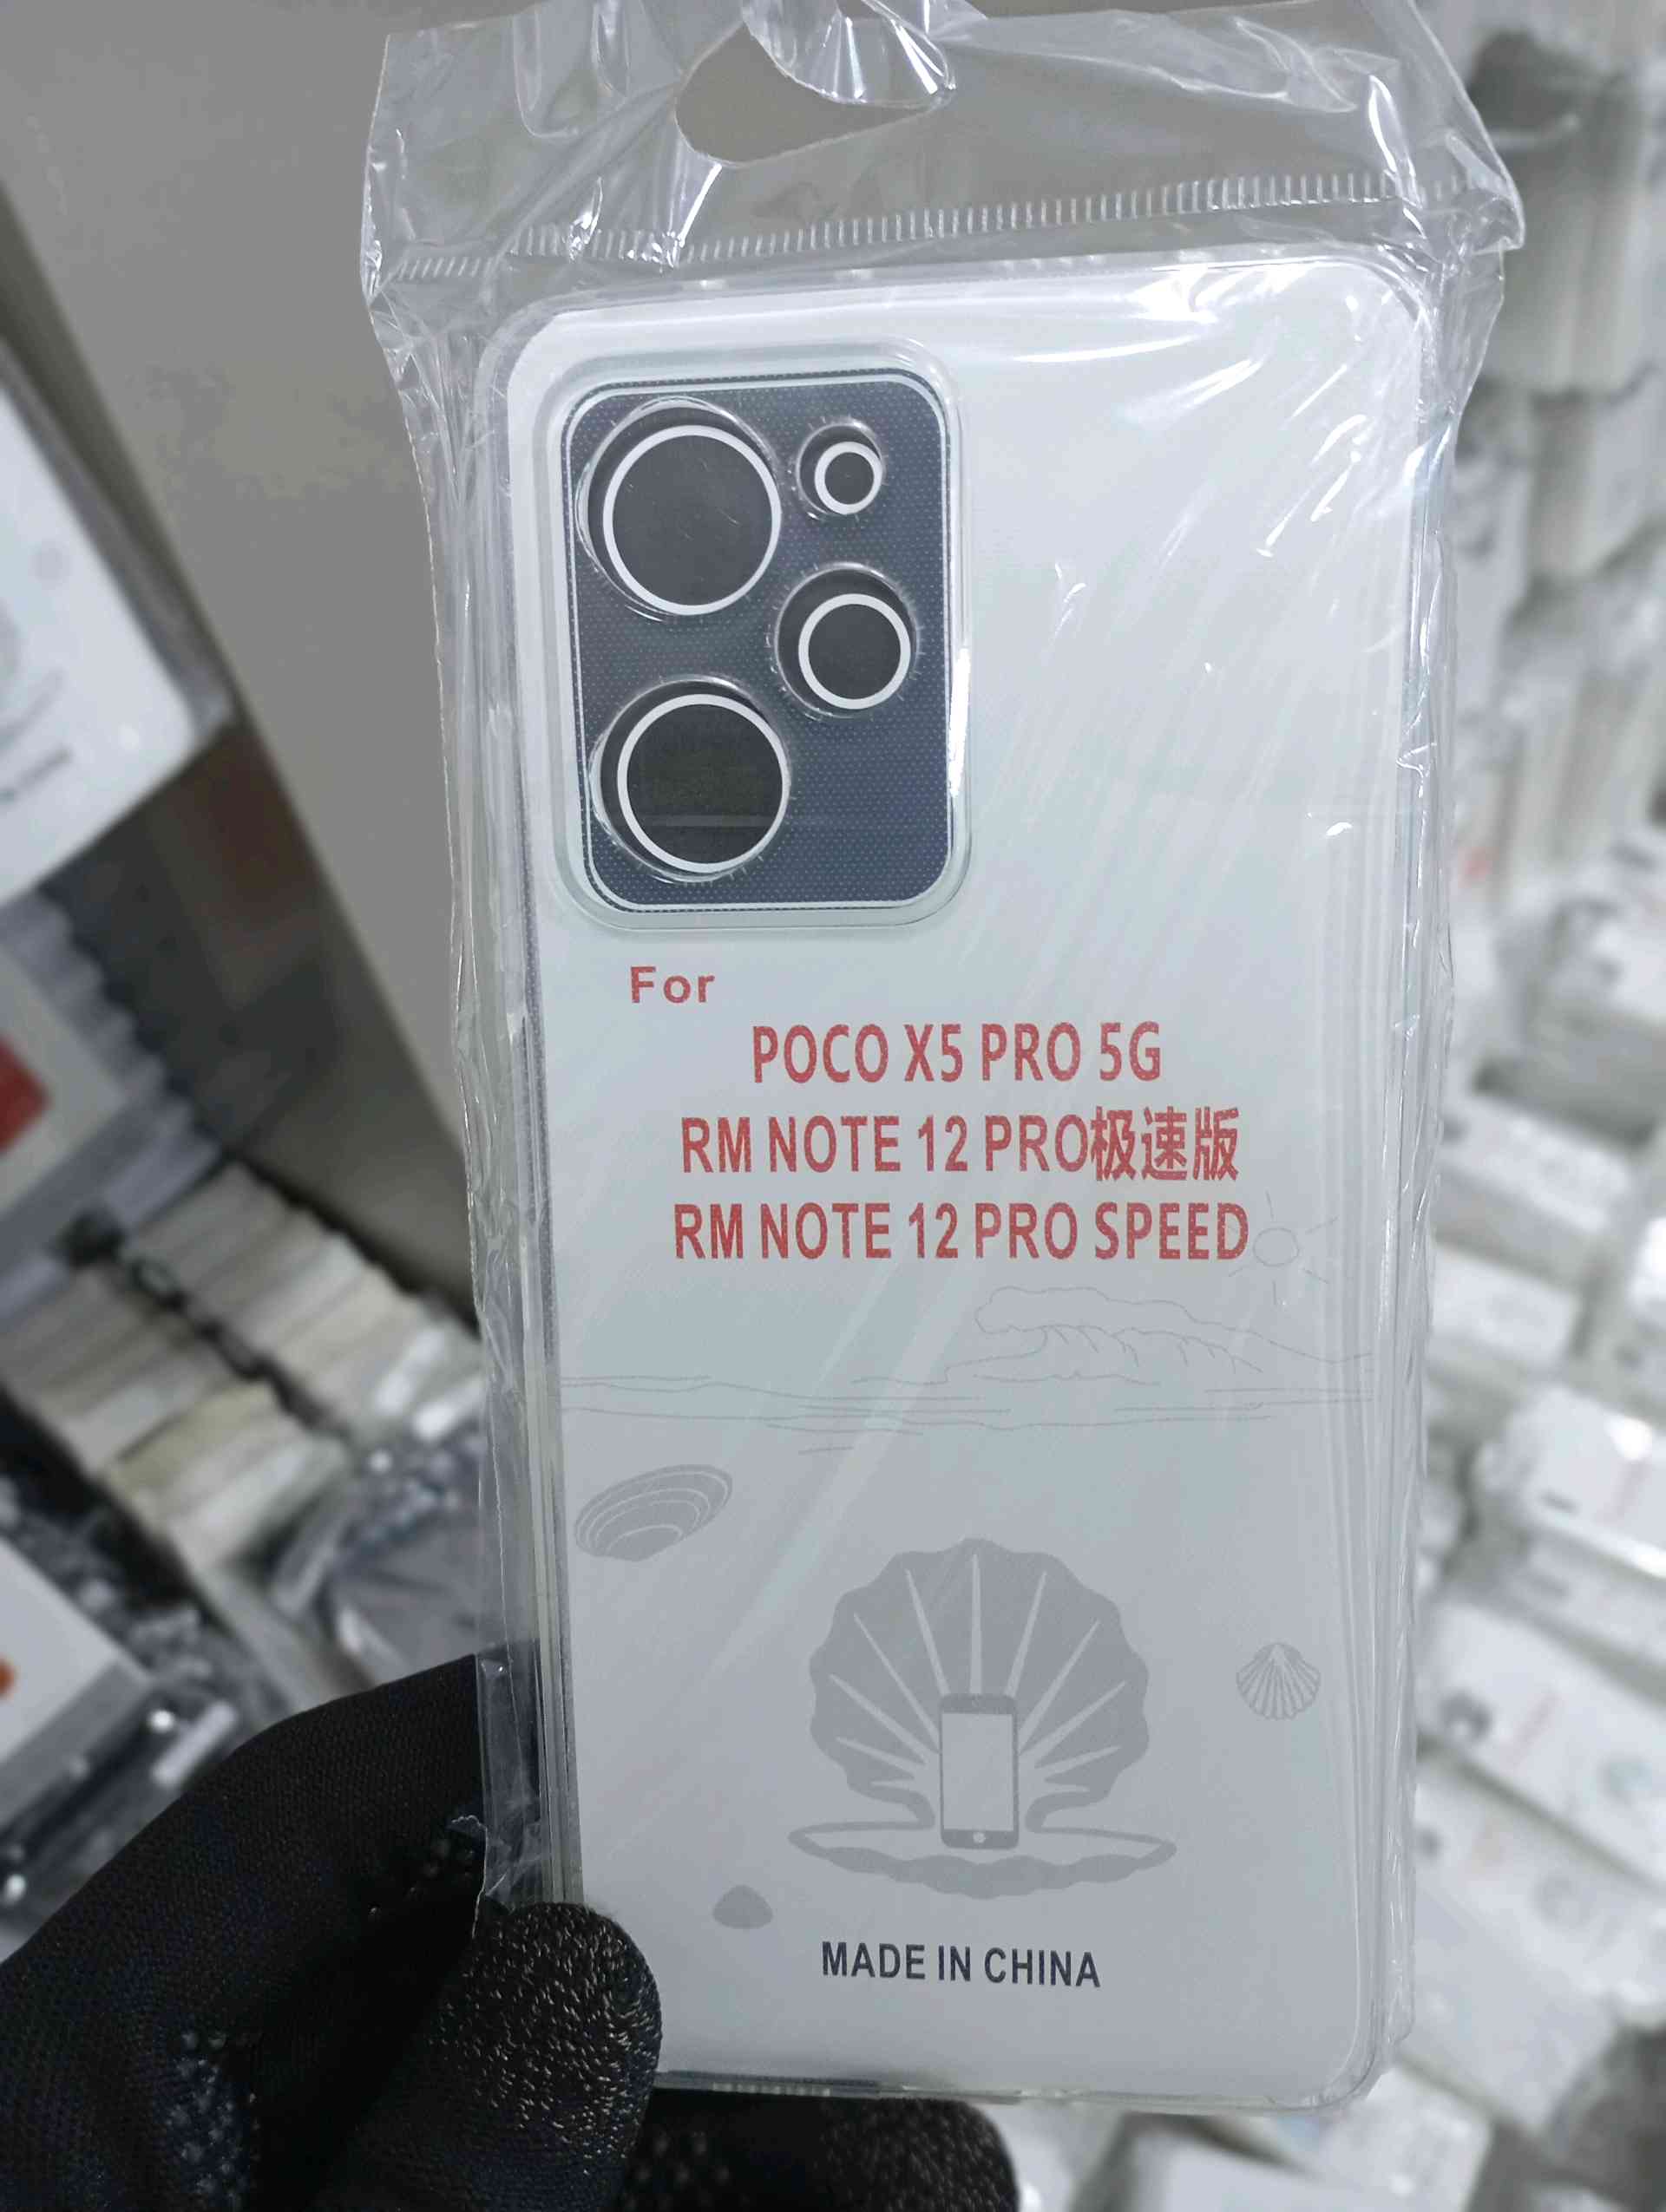 For
POCO X5 PRO 5G
RM NOTE 12 PRO极速版
RM NOTE 12 PRO SPEED
MADE IN CHINA